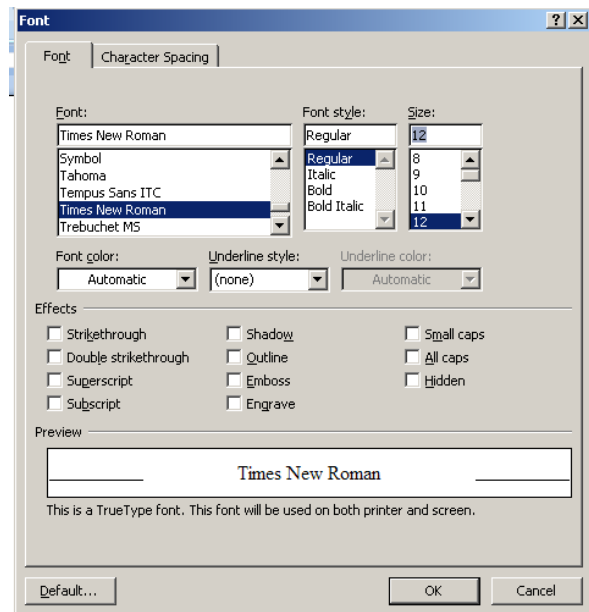 Font
Font Character Spacing
Font: Font style: Size:
Times New Roman Regular 12
Symbol Regular 8
Tahoma Italic 9
Tempus Sans ITC Bold 10
Times New Roman Bold Italic 11
Trebuchet MS 12
Font color: Underline style: Underline color:
Automatic (none) Automatic
Effects
Strikethrough Shadow Small caps
Double strikethrough Outline All caps
Superscript Emboss Hidden
Subscript Engrave
Preview
Times New Roman
This is a TrueType font. This font will be used on both printer and screen.
Default... OK Cancel